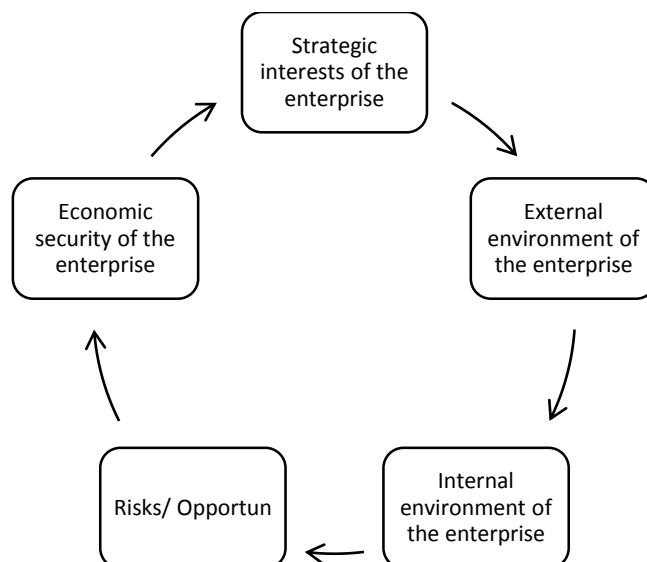 Strategic
interests of the
enterprise
External
environment of
the enterprise
Internal
environment of
the enterprise
Risks/ Opportun
Economic
security of the
enterprise